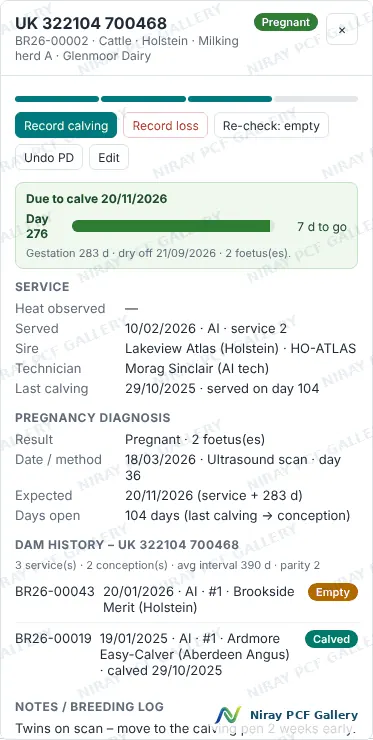 UK 322104 700468
Pregnant
×
BR26-00002 · Cattle · Holstein · Milking
herd A · Glenmoor Dairy
Record calving
Record loss
Re-check: empty
Undo PD
Edit
Due to calve 20/11/2026
Day
276
7 d to go
Gestation 283 d · dry off 21/09/2026 · 2 foetus(es).
SERVICE
Heat observed —
Served 10/02/2026 · AI · service 2
Sire Lakeview Atlas (Holstein) · HO-ATLAS
Technician Morag Sinclair (AI tech)
Last calving 29/10/2025 · served on day 104
PREGNANCY DIAGNOSIS
Result Pregnant · 2 foetus(es)
Date / method 18/03/2026 · Ultrasound scan · day
36
Expected 20/11/2026 (service + 283 d)
Days open 104 days (last calving → conception)
DAM HISTORY – UK 322104 700468
3 service(s) · 2 conception(s) · avg interval 390 d · parity 2
BR26-00043 20/01/2026 · AI · #1 · Brookside Empty
Merit (Holstein)
BR26-00019 19/01/2025 · AI · #1 · Ardmore Calved
Easy-Calver (Aberdeen Angus)
· calved 29/10/2025
NOTES / BREEDING LOG
Twins on scan – move to the calving pen 2 weeks early.
Niray PCF Gallery
NIRAY PCF GALLERY